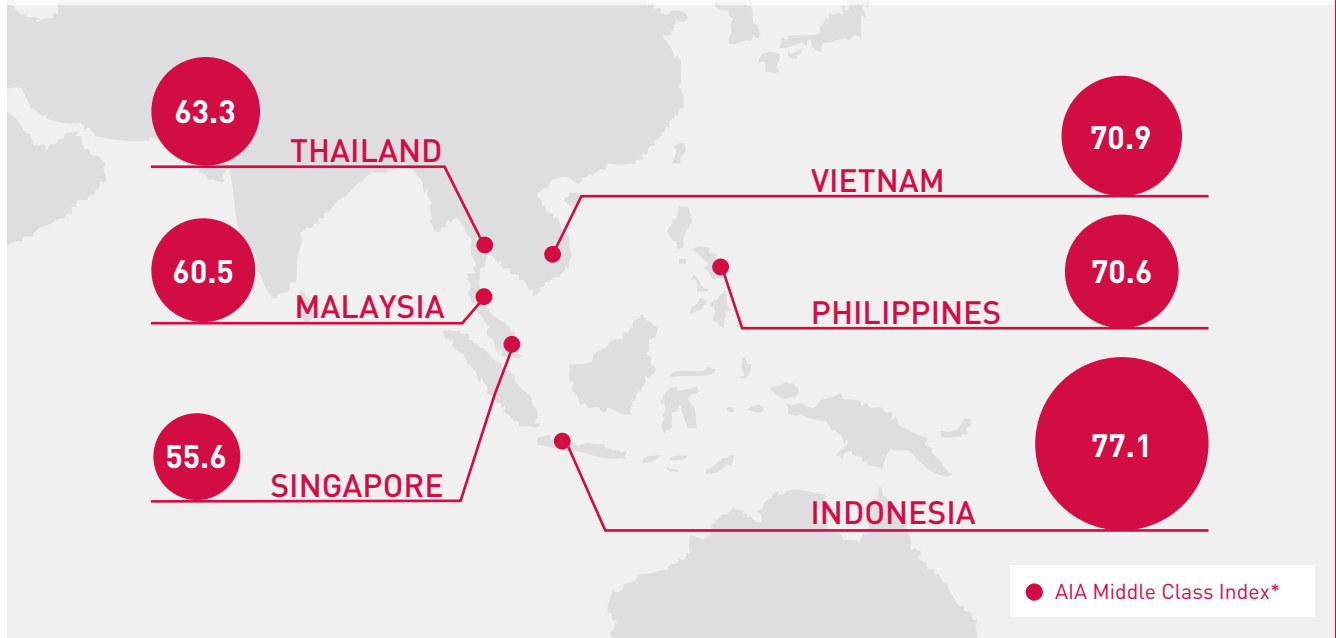 63.3
THAILAND
60.5
MALAYSIA
55.6
SINGAPORE
70.9
VIETNAM
70.6
PHILIPPINES
77.1
INDONESIA
AIA Middle Class Index*